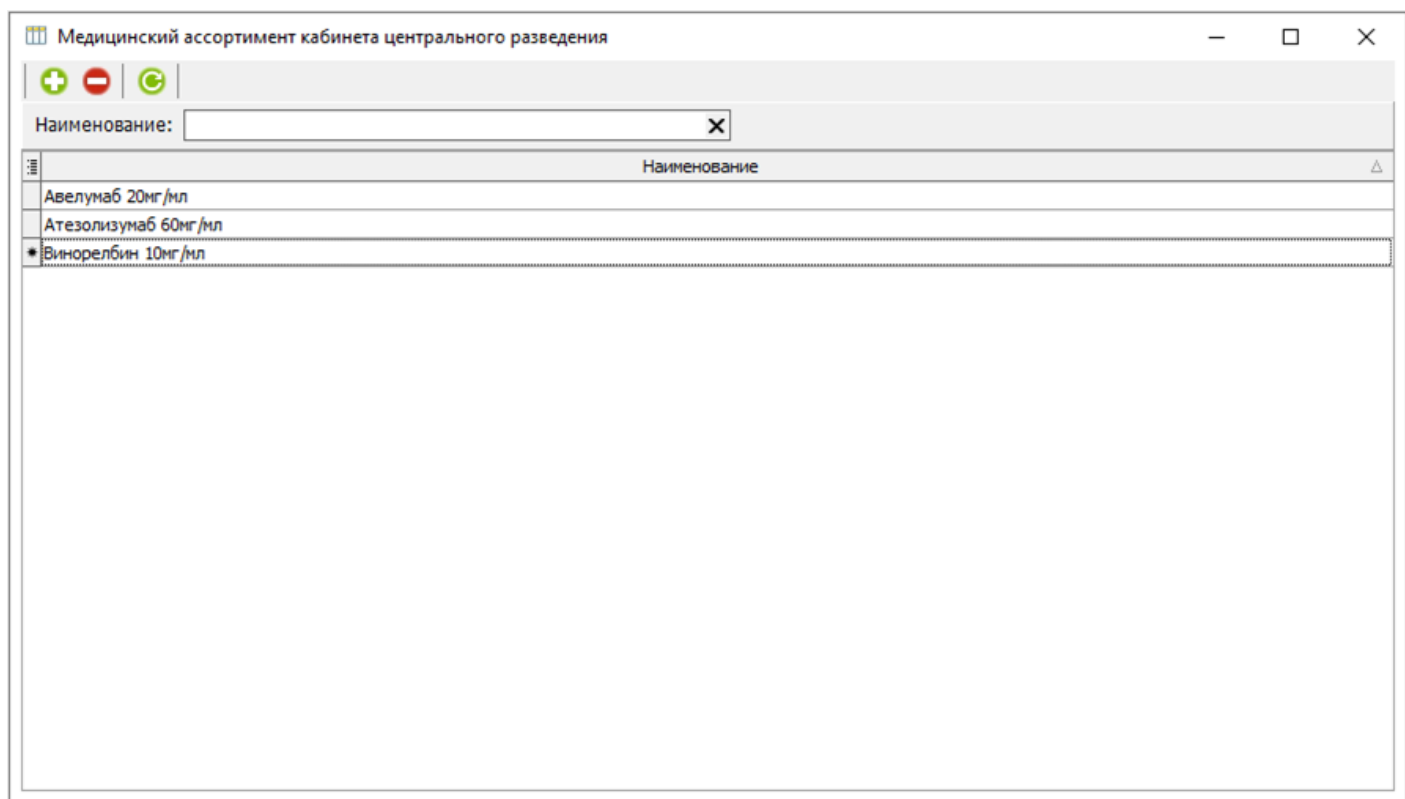 Медицинский ассортимент кабинета центрального разведения
Наименование:
Наименование
Авелумаб 20мг/мл
Атезолизумаб 60мг/мл
Винорелбин 10мг/мл